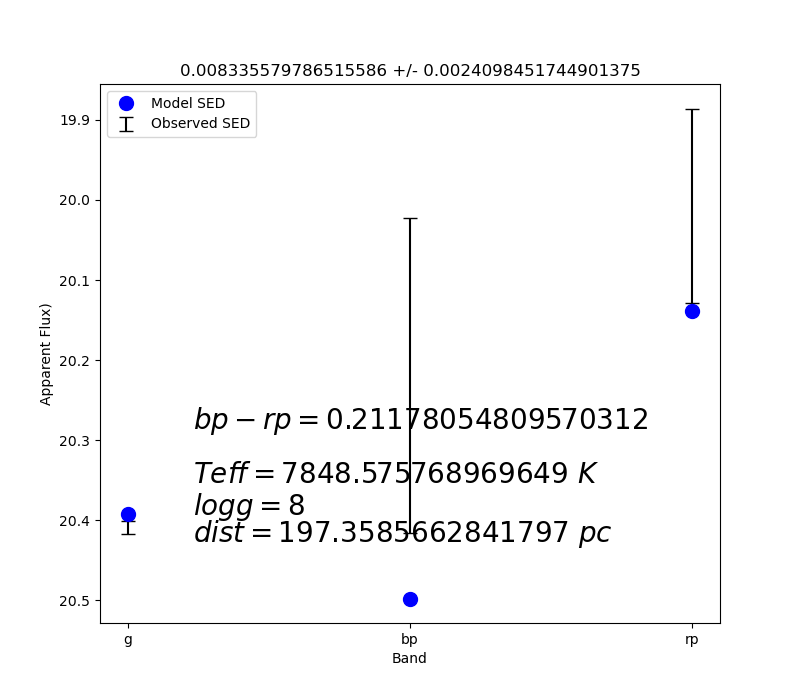 0.008335579786515586 +/- 0.0024098451744901375
Model SED
Observed SED
19.9
20.0
20.1
20.2
20.3
20.4
20.5
Apparent Flux)
bp − rp = 0.21178054809570312
Teff = 7848.575768969649 K
logg = 8
dist = 197.3585662841797 pc
g
bp
rp
Band